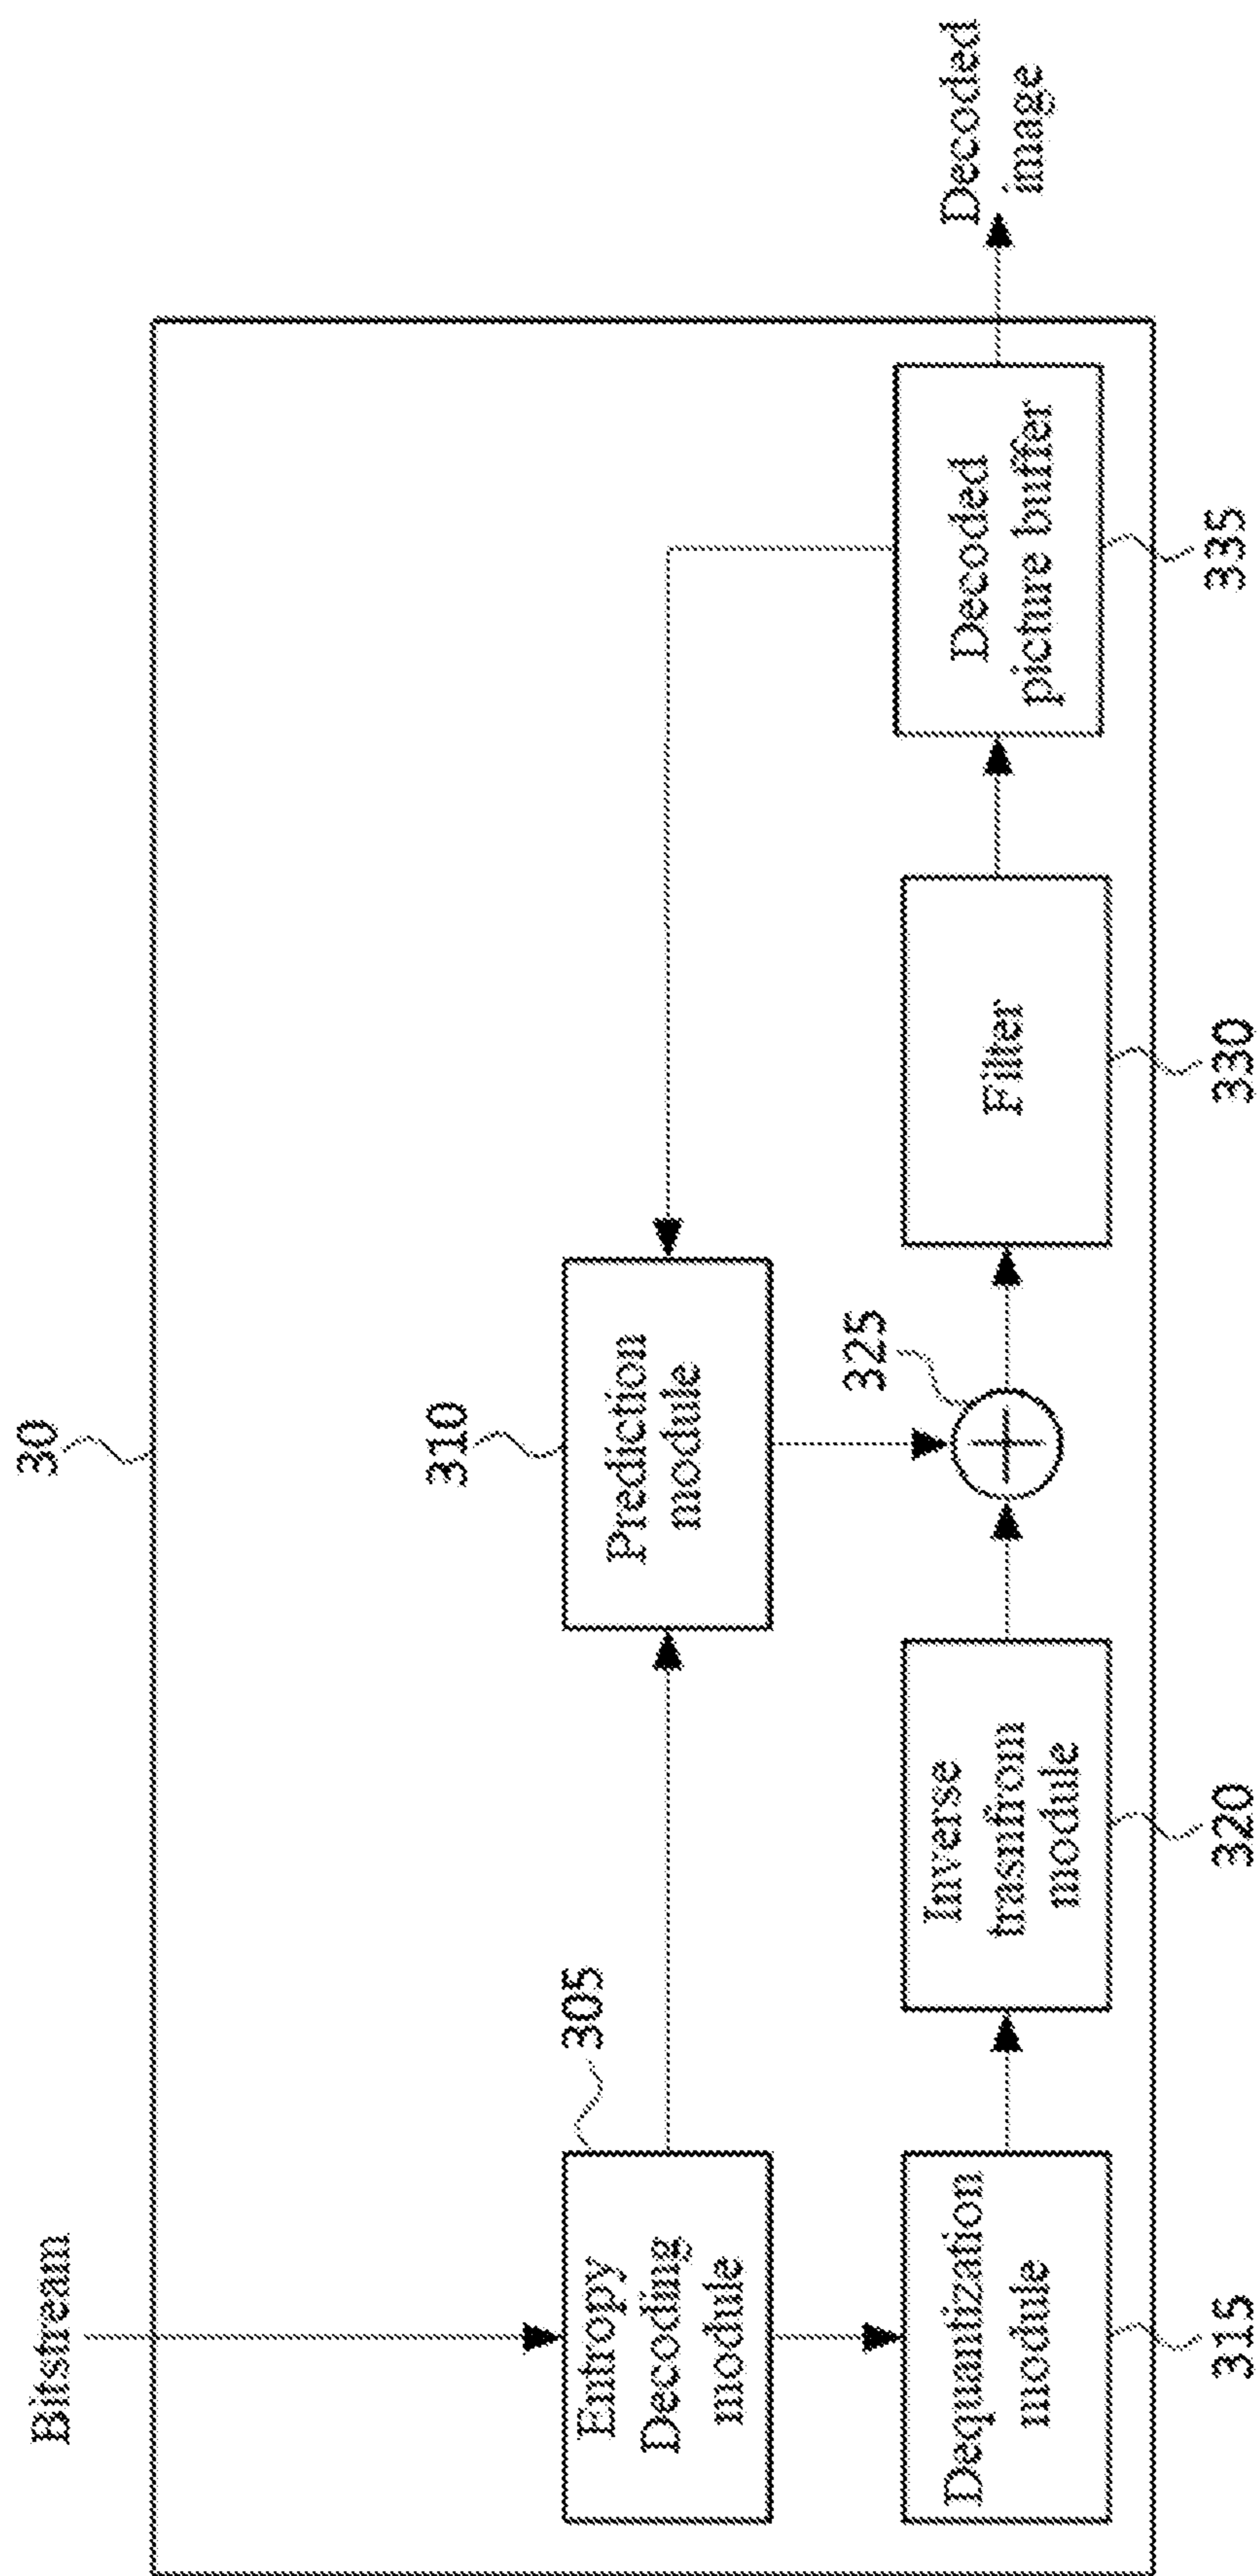 Bitstream
30
Entropy
Decoding
module
305
Prediction
module
310
Dequantization
module
315
Inverse
trasnfrom
module
320
325
Filter
330
Decoded
picture buffer
335
Decoded
image